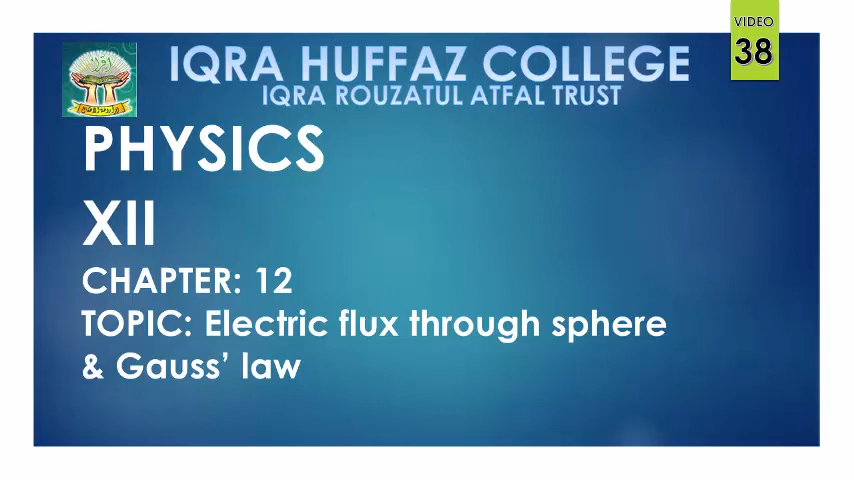 VIDEO
38
IQRA HUFFAZ COLLEGE
IQRA ROUZATUL ATFAL TRUST
PHYSICS
XII
CHAPTER: 12
TOPIC: Electric flux through sphere
& Gauss’ law